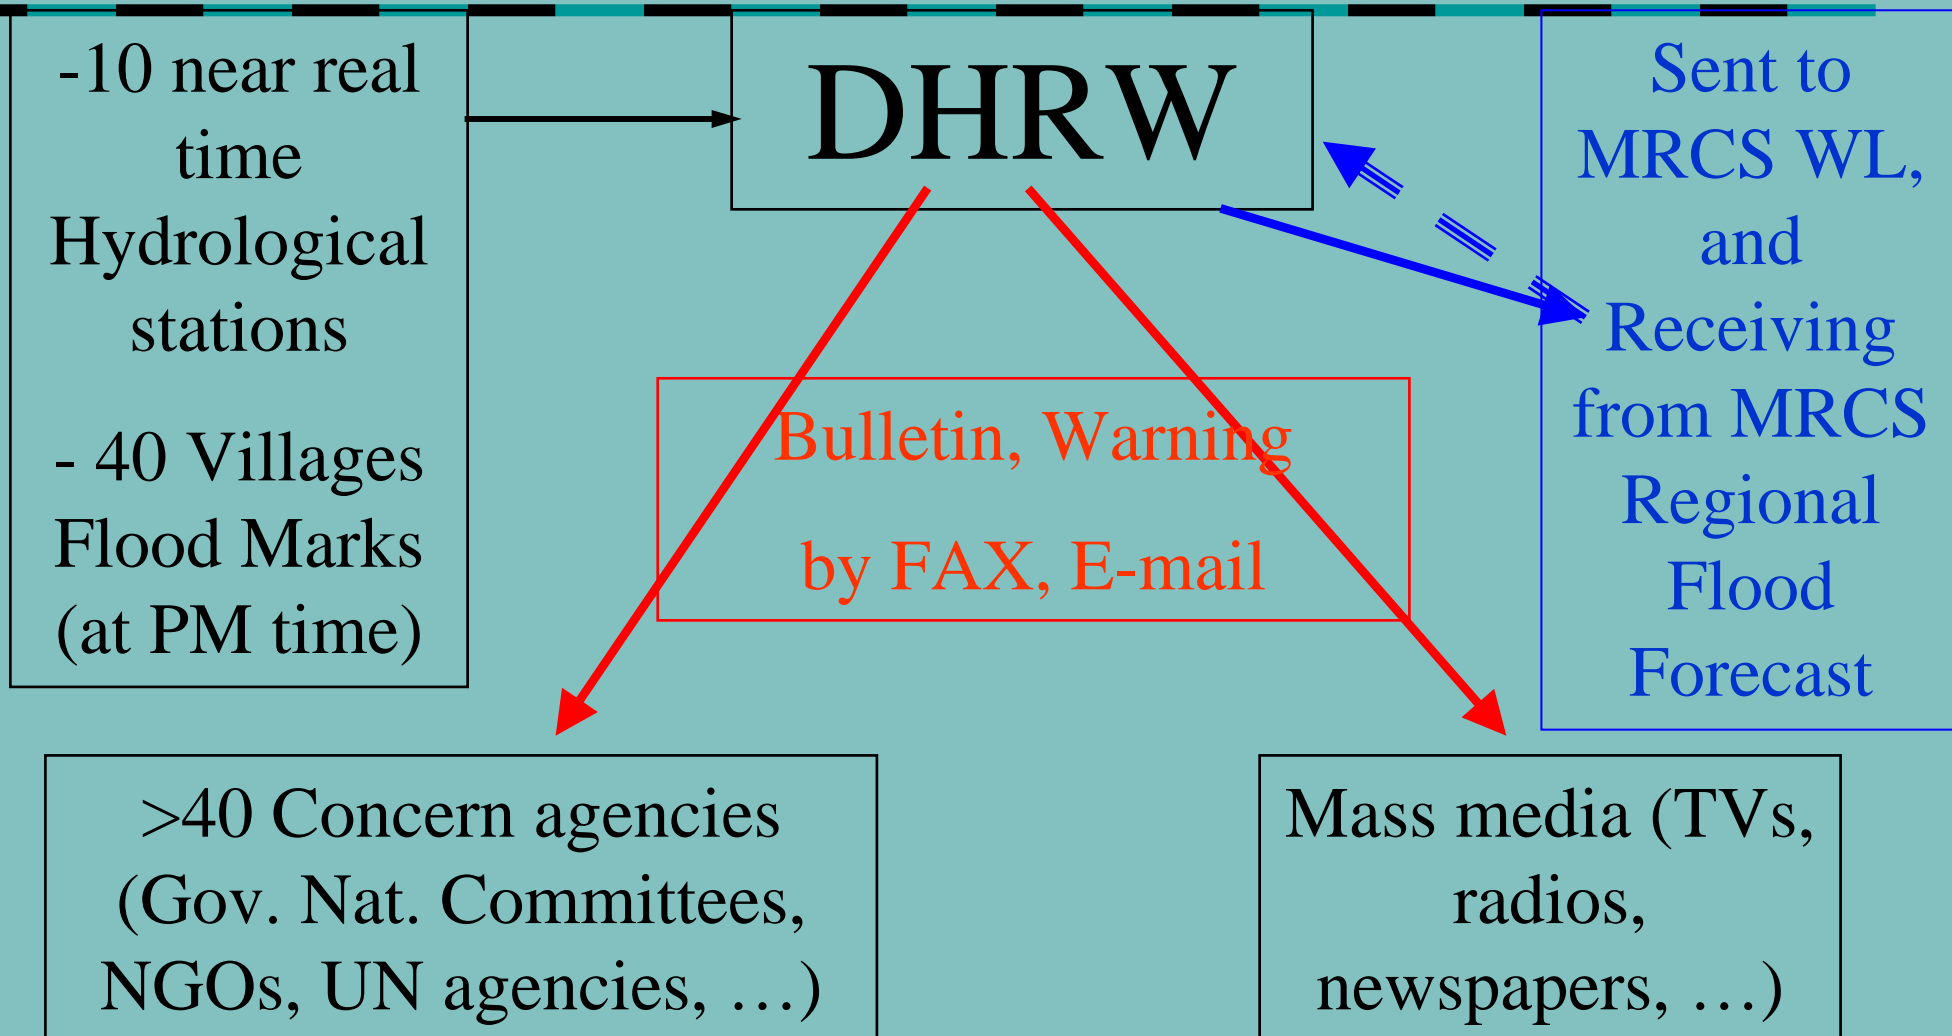 -10 near real
time
Hydrological
stations
- 40 Villages
Flood Marks
(at PM time)
DHRW
Sent to
MRCS WL,
and
Receiving
from MRCS
Regional
Flood
Forecast
Bulletin, Warning
by FAX, E-mail
>40 Concern agencies
(Gov. Nat. Committees,
NGOs, UN agencies, …)
Mass media (TVs,
radios,
newspapers, …)